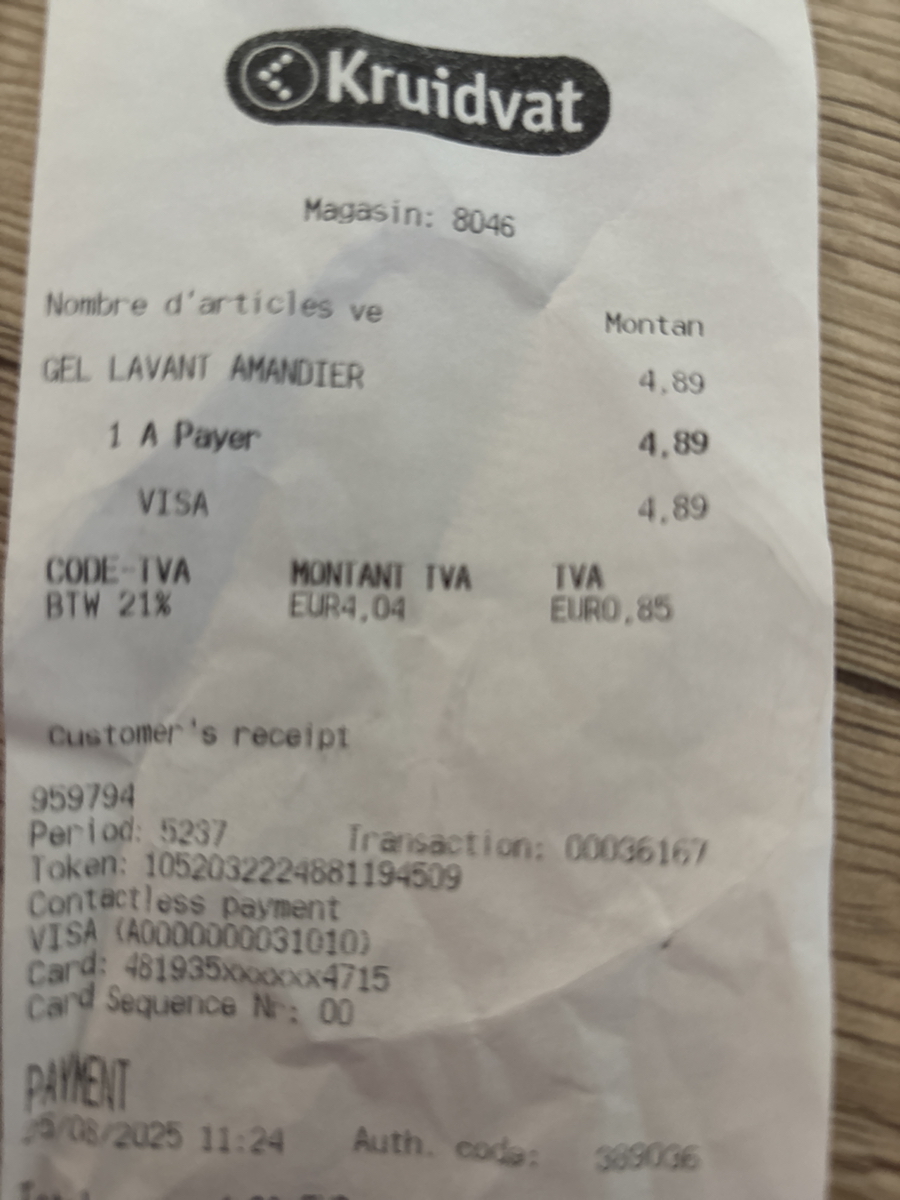 Kruidvat
Magasin: 8046
Nombre d'articles ve Montan
GEL LAVANT AMANDIER 4,89
1 A Payer 4,89
VISA 4,89
CODE-TVA MONTANT TVA TVA
BTW 21% EUR4,04 EUR0,85
Customer's receipt
959794
Period: 5237 Transaction: 00036167
Token: 1052032224881194509
Contactless payment
VISA (A0000000031010)
Card: 481935xxxxxx4715
Card Sequence Nr: 00
PAYMENT
11:24 Auth. code: 389036